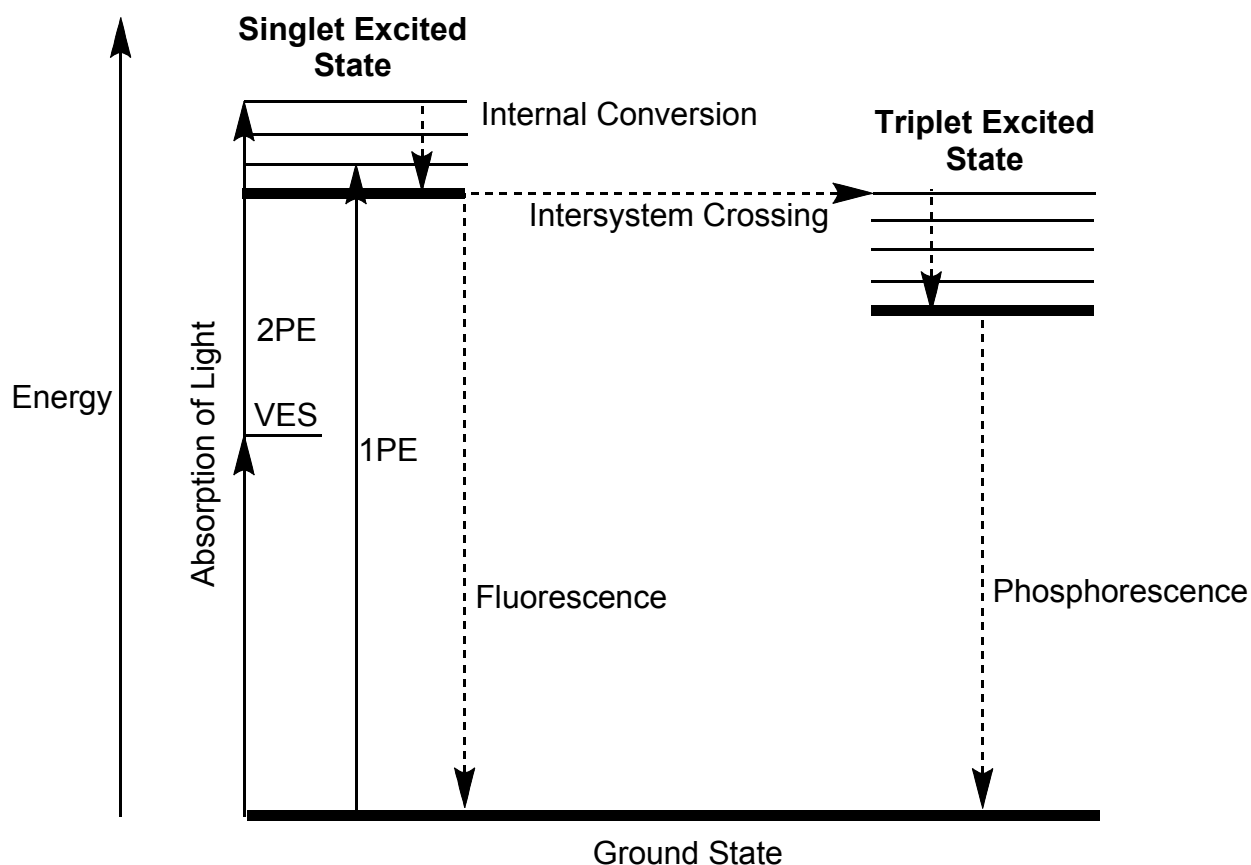 Singlet Excited
State
Internal Conversion
Triplet Excited
State
Intersystem Crossing
2PE
Absorption of Light
Energy
VES
1PE
Fluorescence
Phosphorescence
Ground State